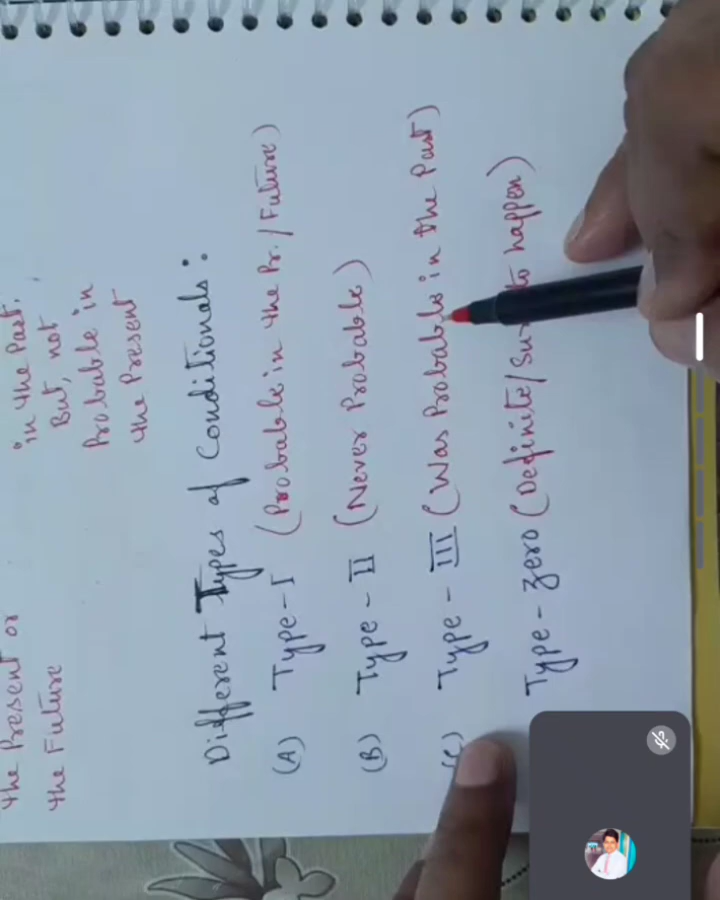 the Present or
the Future
in the Past.
But, not
Probable in
the Present
Different Types of Conditionals:
(A) Type-I (Probable in the Pr./Future)
(B) Type-II (Never Probable)
(C) Type-III (Was Probable in the Past)
Type-zero (Definite/Su to happen)